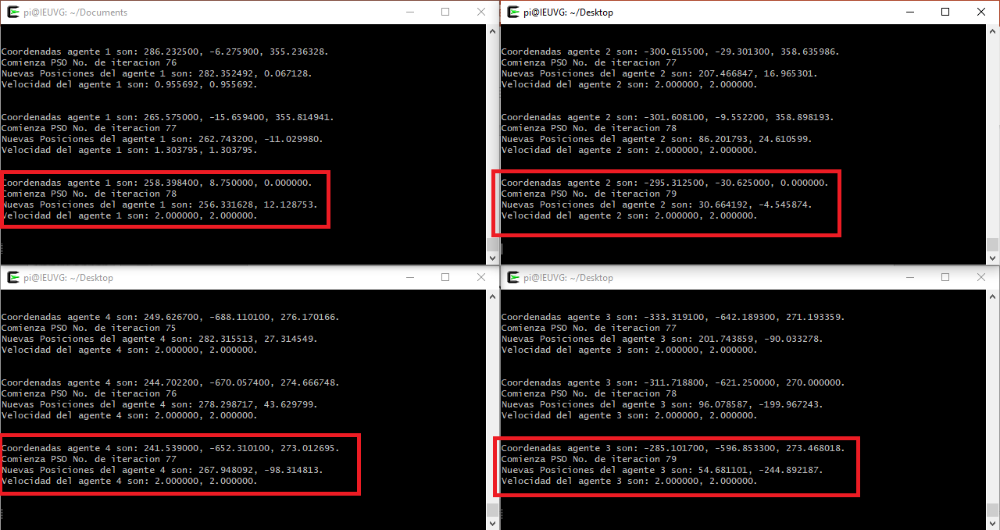 pi@IEUVG: ~/Documents
Coordenadas agente 1 son: 286.232500, -6.275900, 355.236328.
Comienza PSO No. de iteracion 76
Nuevas Posiciones del agente 1 son: 282.352492, 0.067128.
Velocidad del agente 1 son: 0.955692, 0.955692.
Coordenadas agente 1 son: 265.575000, -15.659400, 355.814941.
Comienza PSO No. de iteracion 77
Nuevas Posiciones del agente 1 son: 262.743200, -11.029980.
Velocidad del agente 1 son: 1.303795, 1.303795.
Coordenadas agente 1 son: 258.398400, 8.750000, 0.000000.
Comienza PSO No. de iteracion 78
Nuevas Posiciones del agente 1 son: 256.331628, 12.128753.
Velocidad del agente 1 son: 2.000000, 2.000000.
pi@IEUVG: ~/Desktop
Coordenadas agente 2 son: -300.615500, -29.301300, 358.635986.
Comienza PSO No. de iteracion 77
Nuevas Posiciones del agente 2 son: 207.466847, 16.965301.
Velocidad del agente 2 son: 2.000000, 2.000000.
Coordenadas agente 2 son: -301.608100, -9.552200, 358.898193.
Comienza PSO No. de iteracion 78
Nuevas Posiciones del agente 2 son: 86.201793, 24.610599.
Velocidad del agente 2 son: 2.000000, 2.000000.
Coordenadas agente 2 son: -295.312500, -30.625000, 0.000000.
Comienza PSO No. de iteracion 79
Nuevas Posiciones del agente 2 son: 30.664192, -4.545874.
Velocidad del agente 2 son: 2.000000, 2.000000.
pi@IEUVG: ~/Desktop
Coordenadas agente 4 son: 249.626700, -688.110100, 276.170166.
Comienza PSO No. de iteracion 75
Nuevas Posiciones del agente 4 son: 282.315513, 27.314549.
Velocidad del agente 4 son: 2.000000, 2.000000.
Coordenadas agente 4 son: 244.702200, -670.057400, 274.666748.
Comienza PSO No. de iteracion 76
Nuevas Posiciones del agente 4 son: 278.298717, 43.629799.
Velocidad del agente 4 son: 2.000000, 2.000000.
Coordenadas agente 4 son: 241.539000, -652.310100, 273.012695.
Comienza PSO No. de iteracion 77
Nuevas Posiciones del agente 4 son: 267.948092, -98.314813.
Velocidad del agente 4 son: 2.000000, 2.000000.
pi@IEUVG: ~/Desktop
Coordenadas agente 3 son: -333.319100, -642.189300, 271.193359.
Comienza PSO No. de iteracion 77
Nuevas Posiciones del agente 3 son: 201.743859, -90.033278.
Velocidad del agente 3 son: 2.000000, 2.000000.
Coordenadas agente 3 son: -311.718800, -621.250000, 270.000000.
Comienza PSO No. de iteracion 78
Nuevas Posiciones del agente 3 son: 96.078587, -199.967243.
Velocidad del agente 3 son: 2.000000, 2.000000.
Coordenadas agente 3 son: -285.101700, -596.853300, 273.468018.
Comienza PSO No. de iteracion 79
Nuevas Posiciones del agente 3 son: 54.681101, -244.892187.
Velocidad del agente 3 son: 2.000000, 2.000000.